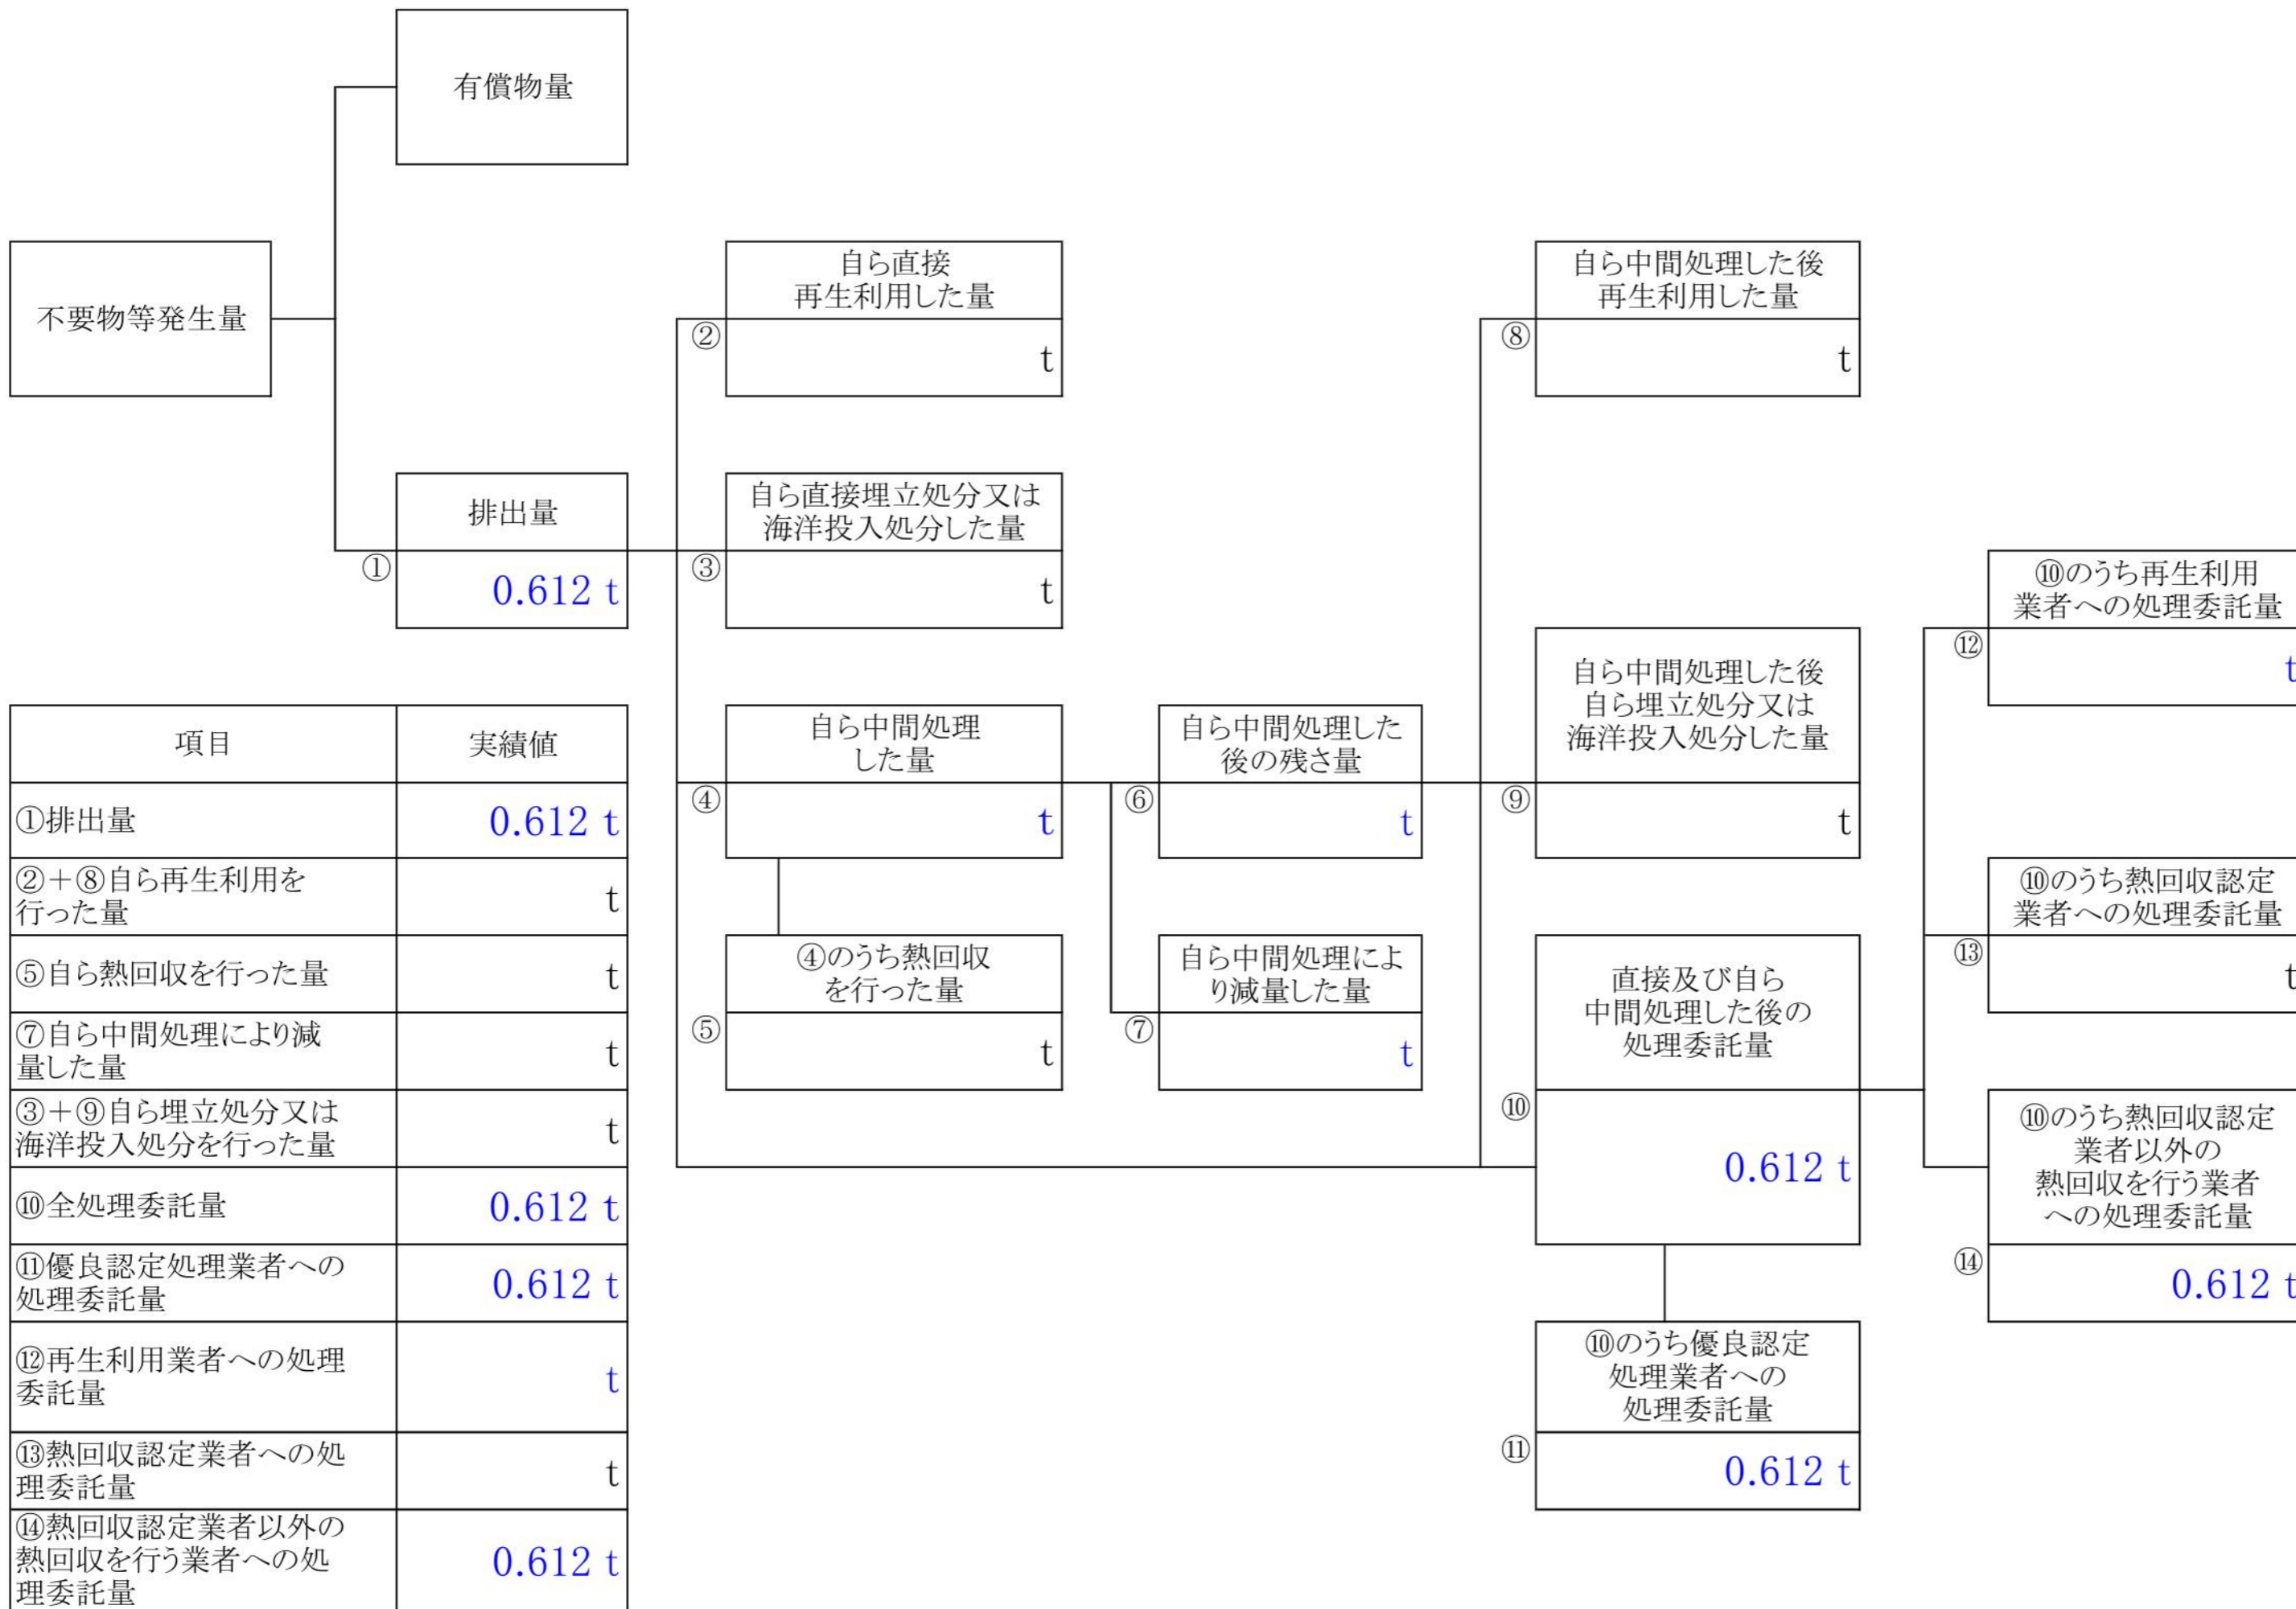 有償物量
不要物等発生量
自ら直接
再生利用した量
②
t
自ら中間処理した後
再生利用した量
⑧
t
排出量
①
0.612 t
自ら直接埋立処分又は
海洋投入処分した量
③
t
⑩のうち再生利用
業者への処理委託量
⑫
t
自ら中間処理
した量
④
t
自ら中間処理した
後の残さ量
⑥
t
自ら中間処理した後
自ら埋立処分又は
海洋投入処分した量
⑨
t
⑩のうち熱回収認定
業者への処理委託量
⑬
t
④のうち熱回収
を行った量
⑤
t
自ら中間処理によ
り減量した量
⑦
t
直接及び自ら
中間処理した後の
処理委託量
⑩
0.612 t
⑩のうち熱回収認定
業者以外の
熱回収を行う業者
への処理委託量
⑭
0.612 t
⑩のうち優良認定
処理業者への
処理委託量
⑪
0.612 t
項目 実績値
①排出量 0.612 t
②＋⑧自ら再生利用を
行った量 t
⑤自ら熱回収を行った量 t
⑦自ら中間処理により減
量した量 t
③＋⑨自ら埋立処分又は
海洋投入処分を行った量 t
⑩全処理委託量 0.612 t
⑪優良認定処理業者への
処理委託量 0.612 t
⑫再生利用業者への処理
委託量 t
⑬熱回収認定業者への処
理委託量 t
⑭熱回収認定業者以外の
熱回収を行う業者への処
理委託量 0.612 t